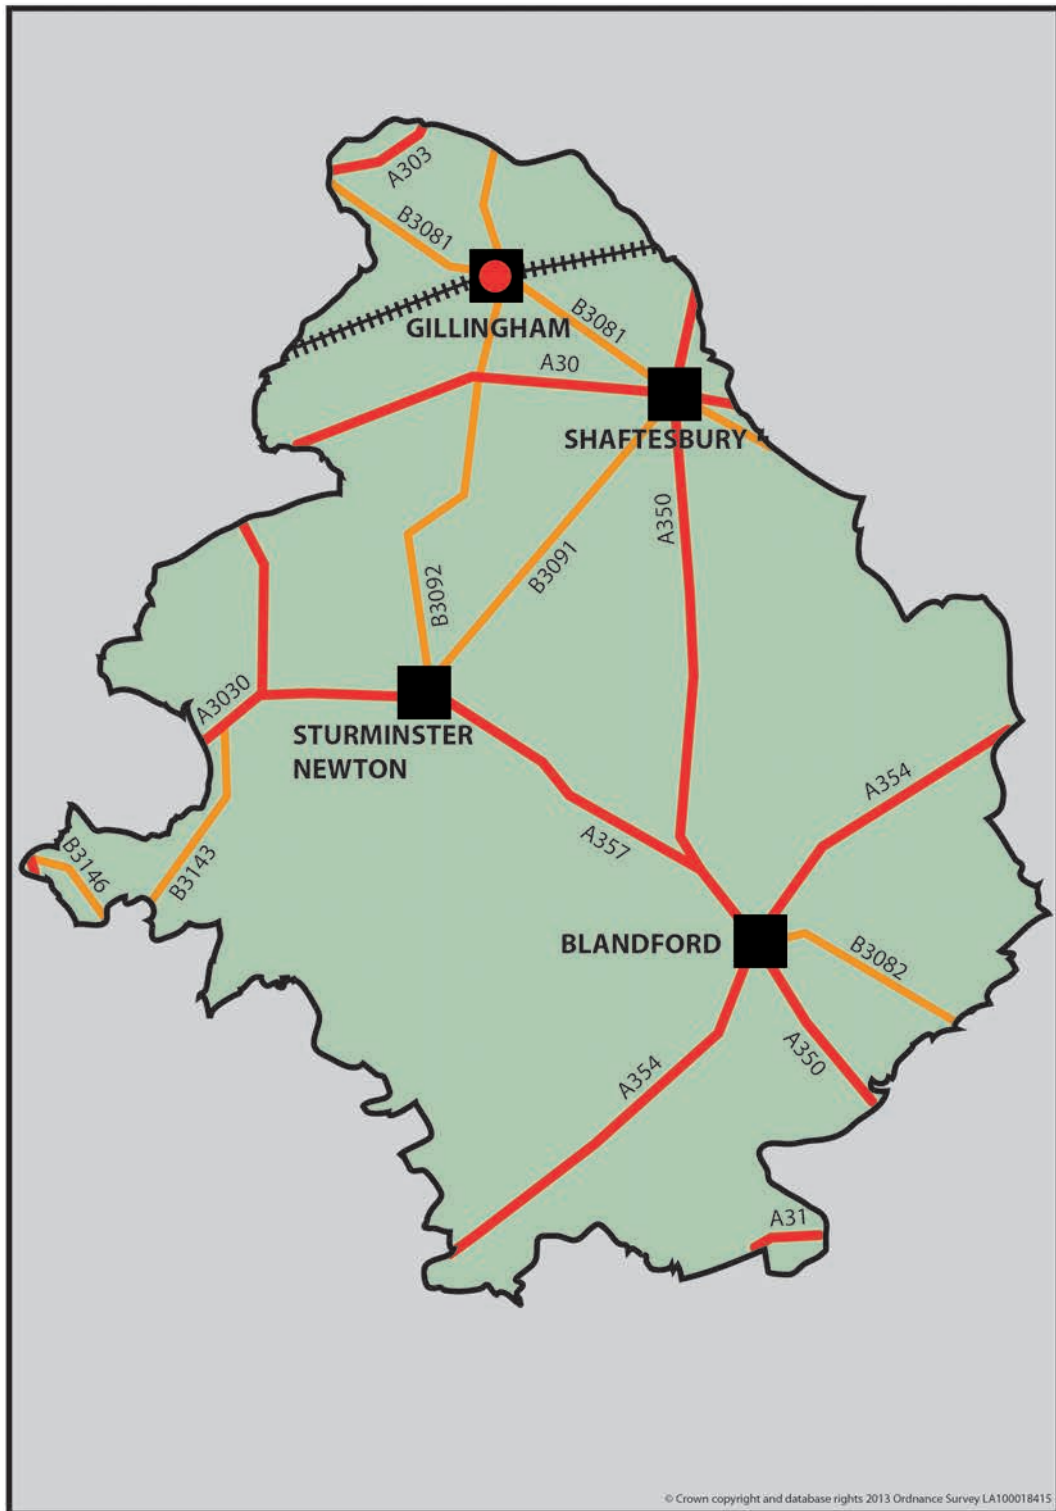 A303
B3081
GILLINGHAM
B3081
A30
SHAFTESBURY
A350
B3091
B3092
A3030
STURMINSTER
NEWTON
A354
A357
B3146
B3143
BLANDFORD
B3082
A350
A354
A31
© Crown copyright and database rights 2013 Ordnance Survey LA100018415